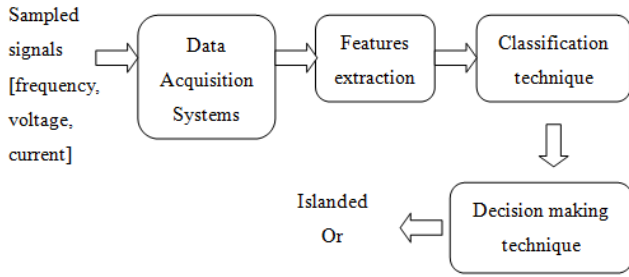 Sampled
signals
[frequency,
voltage,
current]
Data
Acquisition
Systems
Features
extraction
Classification
technique
Decision making
technique
Islanded
Or